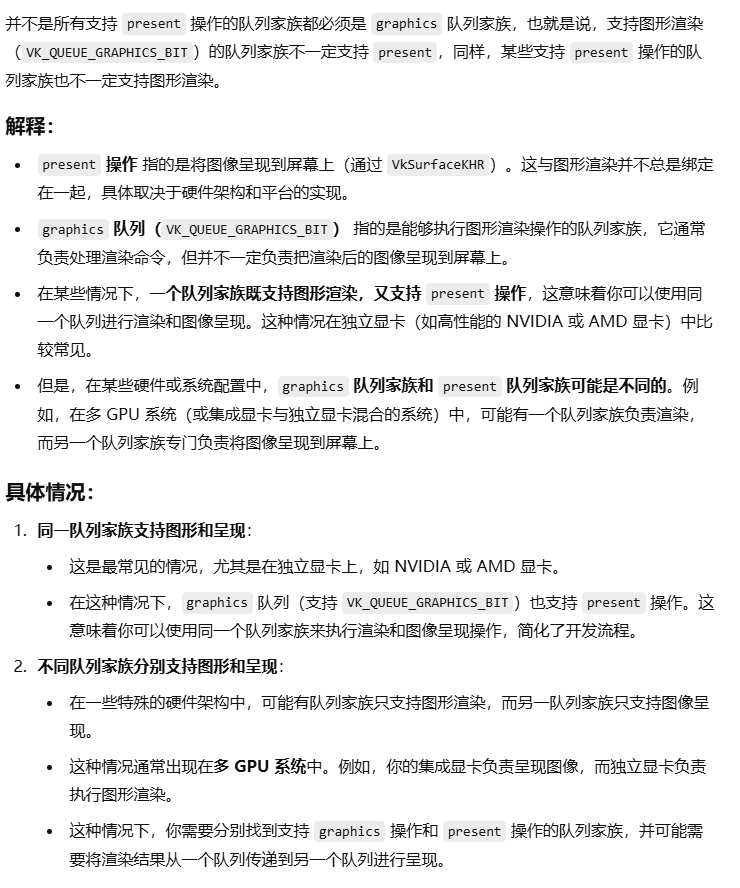 并不是所有支持 present 操作的队列家族都必须是 graphics 队列家族，也就是说，支持图形渲染
（VK_QUEUE_GRAPHICS_BIT）的队列家族不一定支持 present，同样，某些支持 present 操作的队
列家族也不一定支持图形渲染。
解释：
• present 操作 指的是将图像呈现到屏幕上（通过 VkSurfaceKHR）。这与图形渲染并不总是绑定
在一起，具体取决于硬件架构和平台的实现。
• graphics 队列（VK_QUEUE_GRAPHICS_BIT） 指的是能够执行图形渲染操作的队列家族，它通常
负责处理渲染命令，但并不一定负责把渲染后的图像呈现到屏幕上。
• 在某些情况下，一个队列家族既支持图形渲染，又支持 present 操作，这意味着你可以使用同
一个队列进行渲染和图像呈现。这种情况在独立显卡（如高性能的 NVIDIA 或 AMD 显卡）中比
较常见。
• 但是，在某些硬件或系统配置中，graphics 队列家族和 present 队列家族可能是不同的。例
如，在多 GPU 系统（或集成显卡与独立显卡混合的系统）中，可能有一个队列家族负责渲染，
而另一个队列家族专门负责将图像呈现到屏幕上。
具体情况：
1. 同一队列家族支持图形和呈现：
• 这是最常见的情况，尤其是在独立显卡上，如 NVIDIA 或 AMD 显卡。
• 在这种情况下，graphics 队列（支持 VK_QUEUE_GRAPHICS_BIT）也支持 present 操作。这
意味着你可以使用同一个队列家族来执行渲染和图像呈现操作，简化了开发流程。
2. 不同队列家族分别支持图形和呈现：
• 在一些特殊的硬件架构中，可能有队列家族只支持图形渲染，而另一队列家族只支持图像呈
现。
• 这种情况通常出现在多 GPU 系统中。例如，你的集成显卡负责呈现图像，而独立显卡负责
执行图形渲染。
• 这种情况下，你需要分别找到支持 graphics 操作和 present 操作的队列家族，并可能需
要将渲染结果从一个队列传递到另一个队列进行呈现。